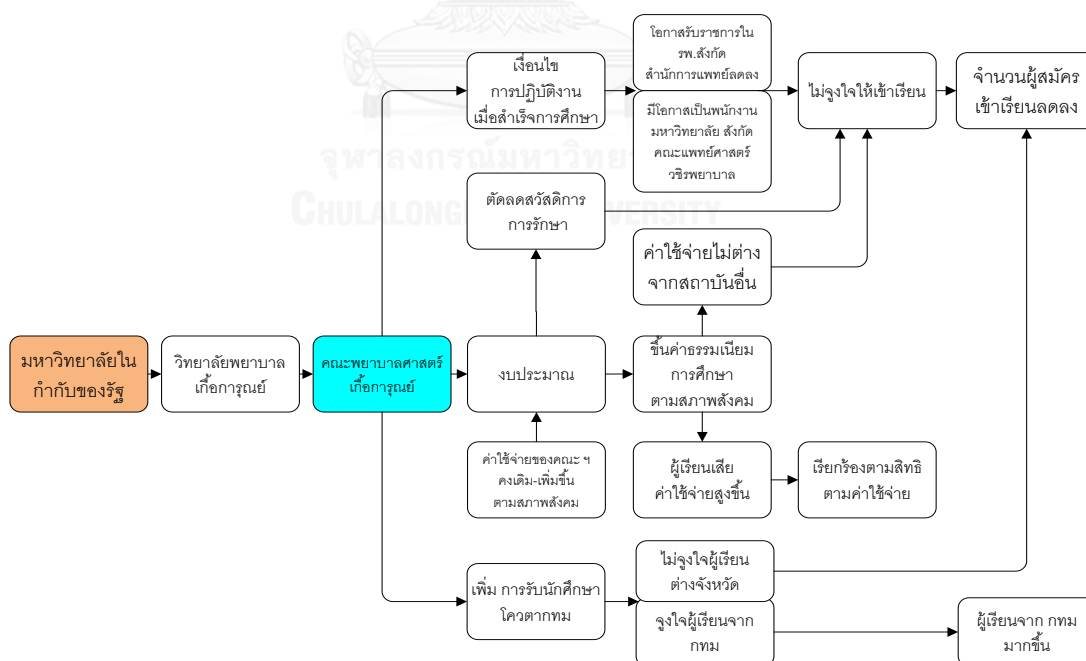 โอกาสรับราชการใน
รพ.สังกัด
สำนักการแพทย์ลดลง
เงื่อนไข
การปฏิบัติงาน
เมื่อสำเร็จการศึกษา
ไม่จูงใจให้เข้าเรียน
จำนวนผู้สมัคร
เข้าเรียนลดลง
มีโอกาสเป็นพนักงาน
มหาวิทยาลัย สังกัด
คณะแพทย์ศาสตร์
วชิรพยาบาล
จุฬาลงกรณ์มหาวิทย
CHULALONG
VERSITY
ตัดลดสวัสดิการ
การรักษา
ค่าใช้จ่ายไม่ต่าง
จากสถาบันอื่น
มหาวิทยาลัยใน
กำกับของรัฐ
วิทยาลัยพยาบาล
เกื้อการุณย์
คณะพยาบาลศาสตร์
เกื้อการุณย์
งบประมาณ
ขึ้นค่าธรรมเนียม
การศึกษา
ตามสภาพสังคม
ค่าใช้จ่ายของคณะ ฯ
คงเดิม-เพิ่มขึ้น
ตามสภาพสังคม
ผู้เรียนเสีย
ค่าใช้จ่ายสูงขึ้น
เรียกร้องตามสิทธิ
ตามค่าใช้จ่าย
เพิ่ม การรับนักศึกษา
โควตากทม
ไม่จูงใจผู้เรียน
ต่างจังหวัด
จูงใจผู้เรียนจาก
กทม
ผู้เรียนจาก กทม
มากขึ้น